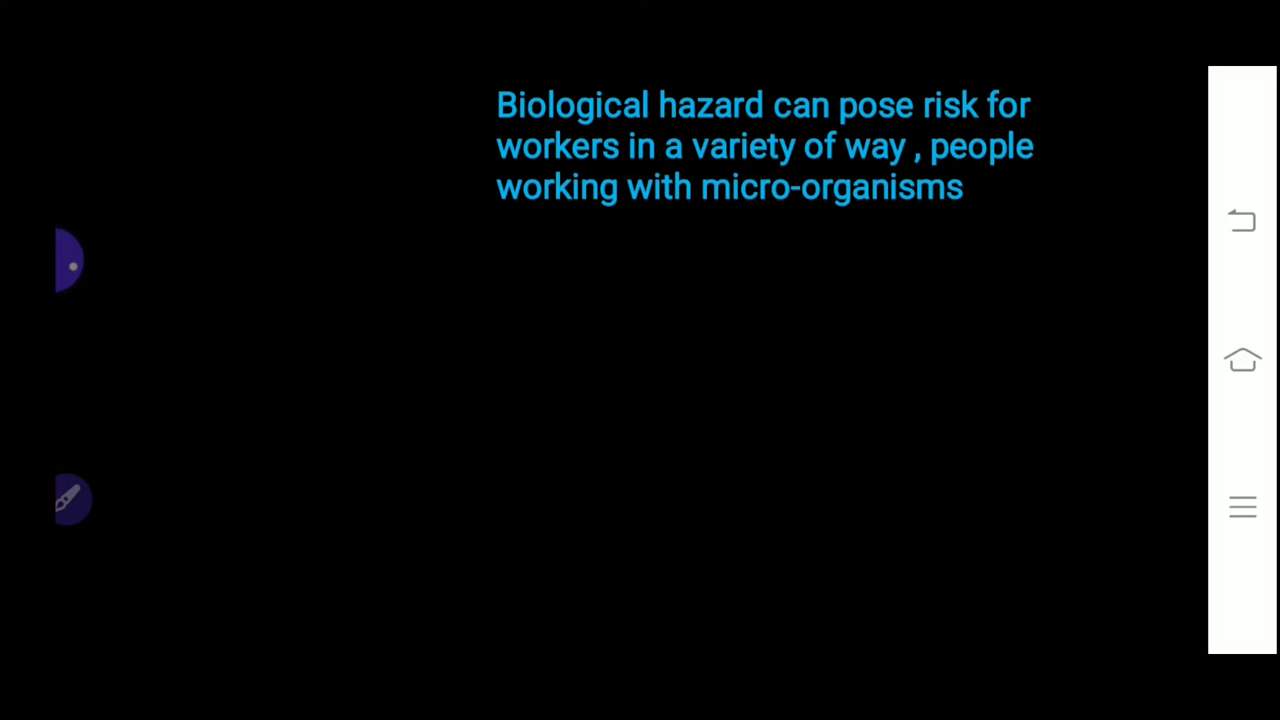 Biological hazard can pose risk for
workers in a variety of way , people
working with micro-organisms